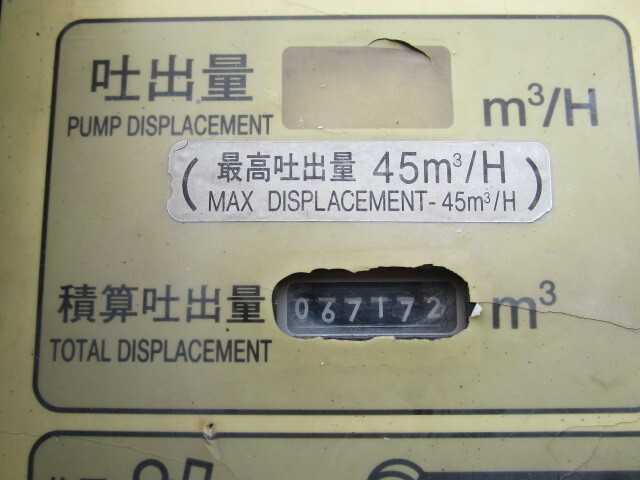 吐出量 m³/H
PUMP DISPLACEMENT
(最高吐出量 45m³/H
MAX DISPLACEMENT - 45m³/H)
積算吐出量 067172 m³
TOTAL DISPLACEMENT